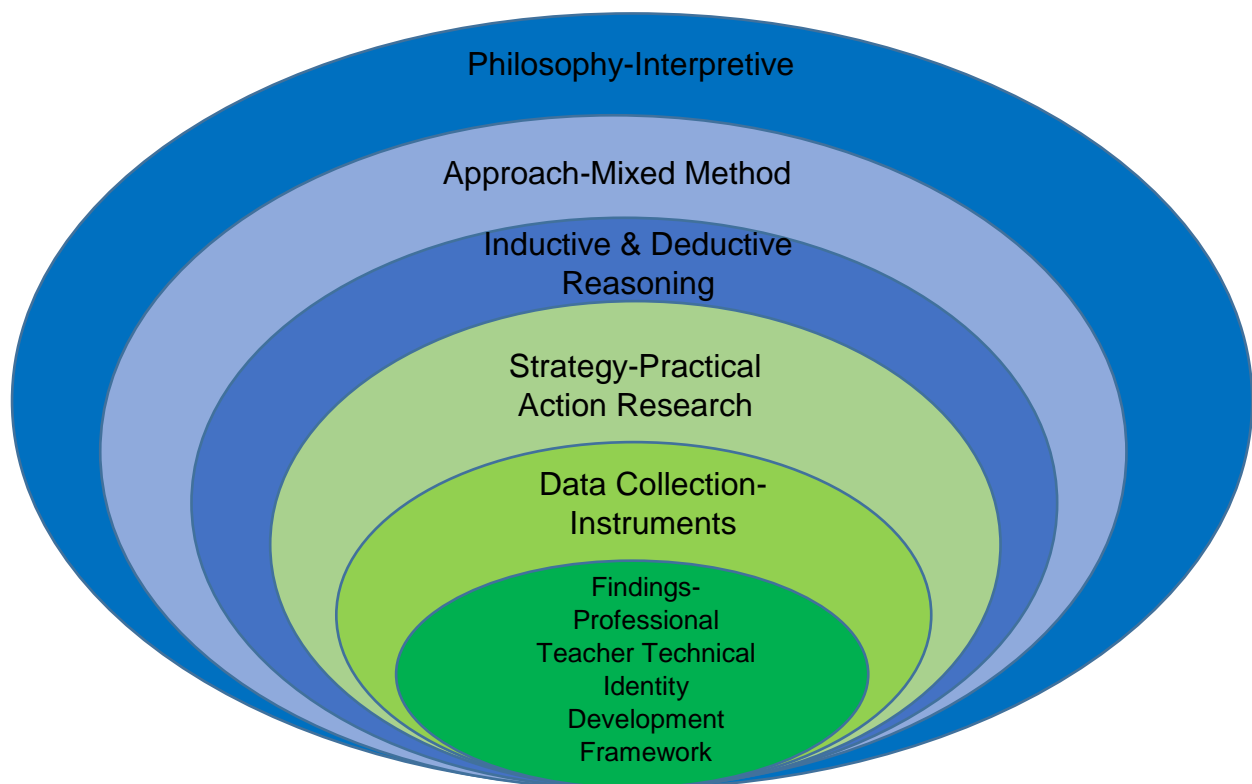 Philosophy-Interpretive
Approach-Mixed Method
Inductive & Deductive
Reasoning
Strategy-Practical
Action Research
Data Collection-
Instruments
Findings-
Professional
Teacher Technical
Identity
Development
Framework